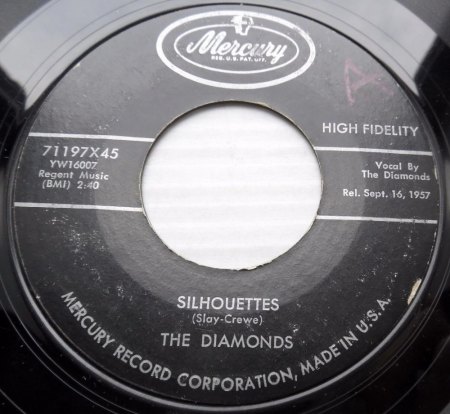 Mercury
REG. U.S. PAT. OFF.
A
HIGH FIDELITY
71197X45
YW16007
Regent Music
(BMI) 2:40
Vocal By
The Diamonds
Rel. Sept. 16, 1957
SILHOUETTES
(Slay-Crewe)
THE DIAMONDS
MERCURY RECORD CORPORATION, MADE IN U.S.A.